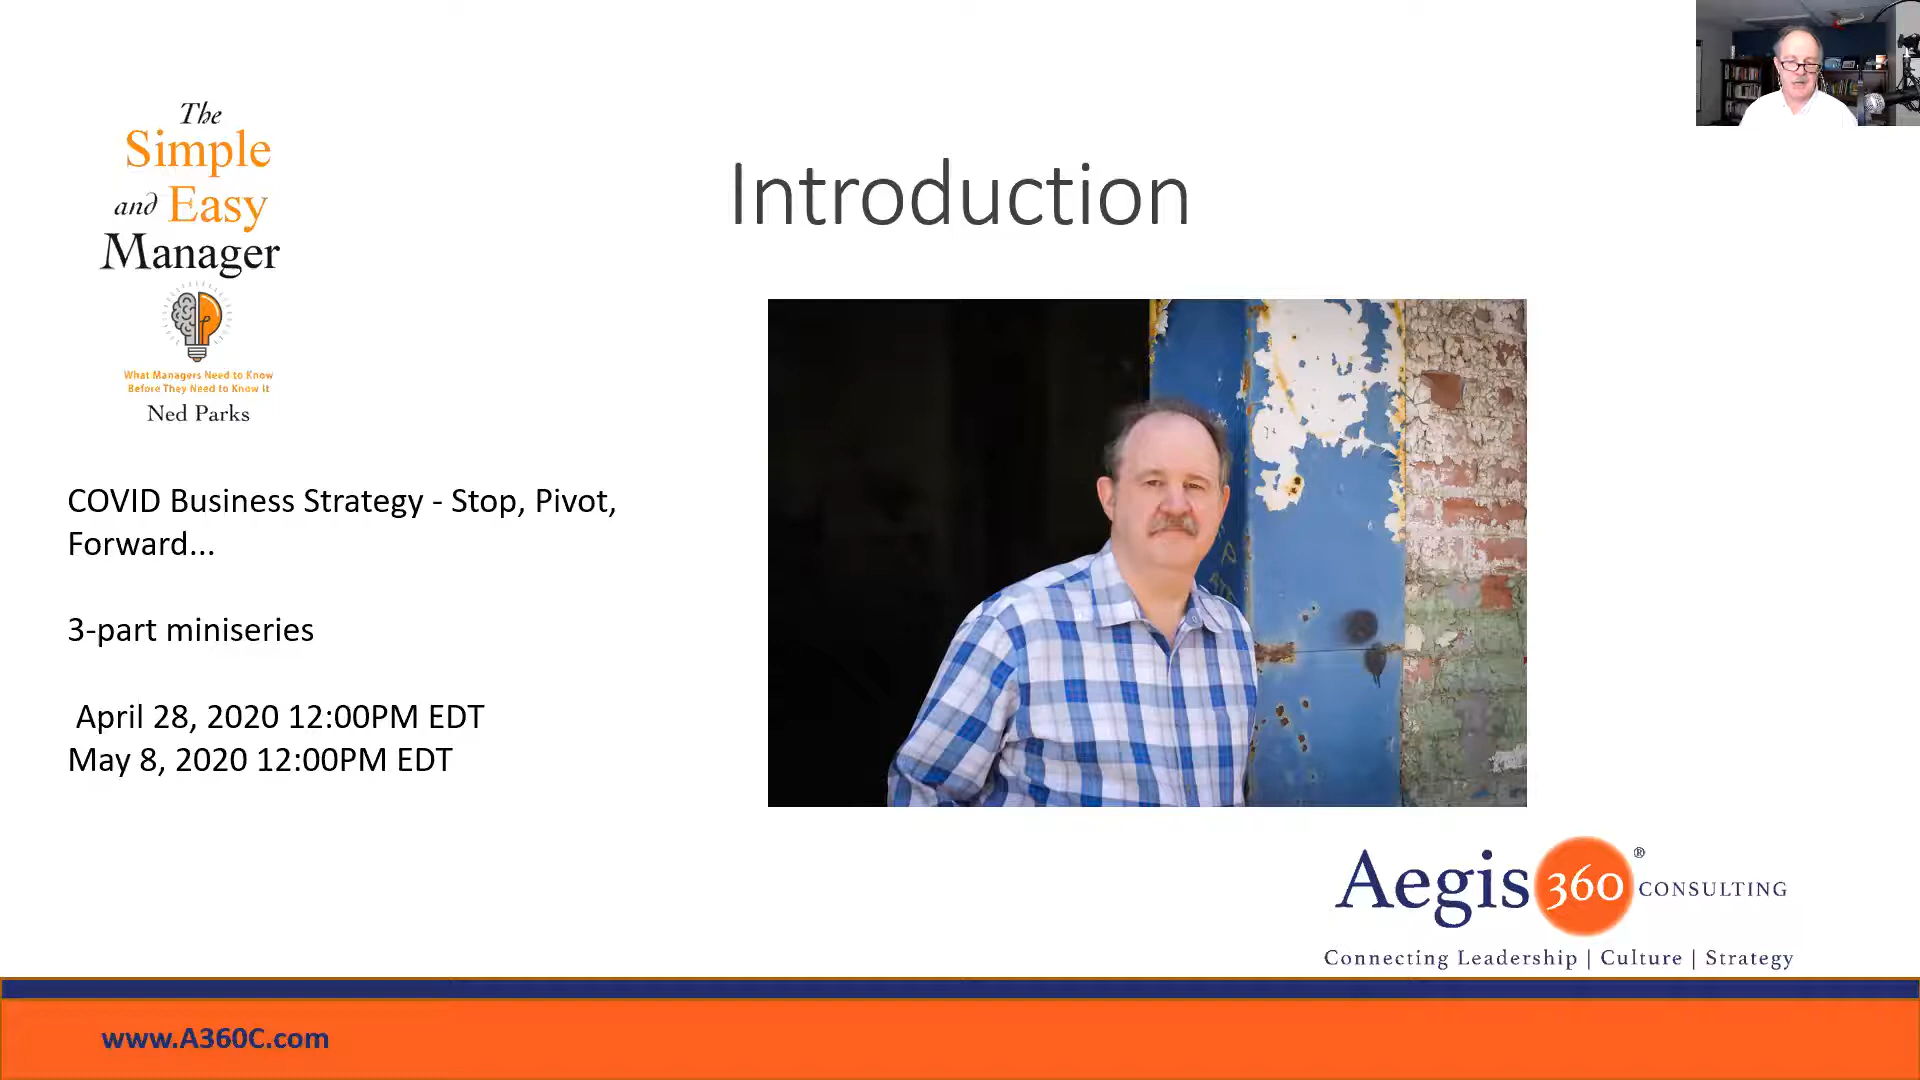 The
Simple
and Easy
Manager
What Managers Need to Know
Before They Need to Know It
Ned Parks
Introduction
COVID Business Strategy - Stop, Pivot,
Forward...
3-part miniseries
April 28, 2020 12:00PM EDT
May 8, 2020 12:00PM EDT
Aegis 360® CONSULTING
Connecting Leadership | Culture | Strategy
www.A360C.com